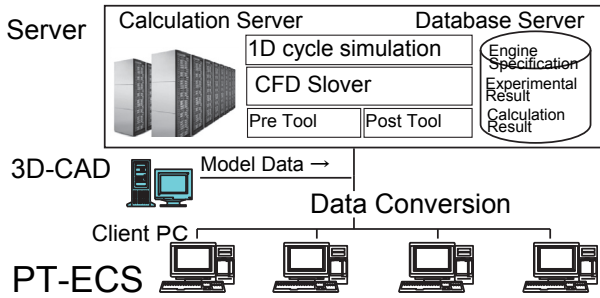 Server
Calculation Server
Database Server
1D cycle simulation
CFD Slover
Pre Tool
Post Tool
Engine
Specification
Experimental
Result
Calculation
Result
3D-CAD
Model Data →
Data Conversion
Client PC
PT-ECS